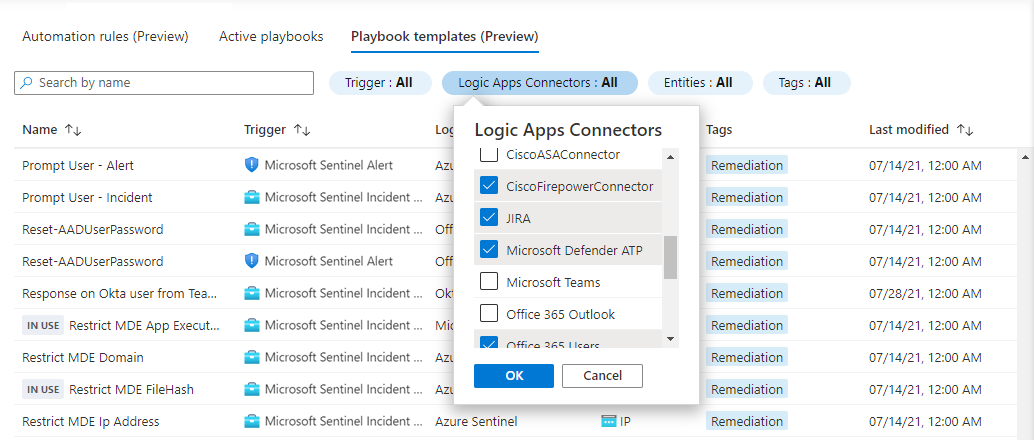 Automation rules (Preview) Active playbooks Playbook templates (Preview)
Search by name Trigger : All Logic Apps Connectors : All Entities : All Tags : All
Name Trigger Lo Tags Last modified
Logic Apps Connectors
CiscoASAConnector
CiscoFirepowerConnector
JIRA
Microsoft Defender ATP
Microsoft Teams
Office 365 Outlook
Office 365 Users
OK Cancel
Prompt User - Alert Microsoft Sentinel Alert Azu Remediation 07/14/21, 12:00 AM
Prompt User - Incident Microsoft Sentinel Incident ... Azu Remediation 07/14/21, 12:00 AM
Reset-AADUserPassword Microsoft Sentinel Incident ... Off Remediation 07/14/21, 12:00 AM
Reset-AADUserPassword Microsoft Sentinel Alert Off Remediation 07/14/21, 12:00 AM
Response on Okta user from Tea... Microsoft Sentinel Incident ... Okt Remediation 07/28/21, 12:00 AM
IN USE Restrict MDE App Execut... Microsoft Sentinel Incident ... Mic Remediation 07/14/21, 12:00 AM
Restrict MDE Domain Microsoft Sentinel Incident ... Azu Remediation 07/14/21, 12:00 AM
IN USE Restrict MDE FileHash Microsoft Sentinel Incident ... Azu Remediation 07/14/21, 12:00 AM
Restrict MDE Ip Address Microsoft Sentinel Incident ... Azure Sentinel IP Remediation 07/14/21, 12:00 AM